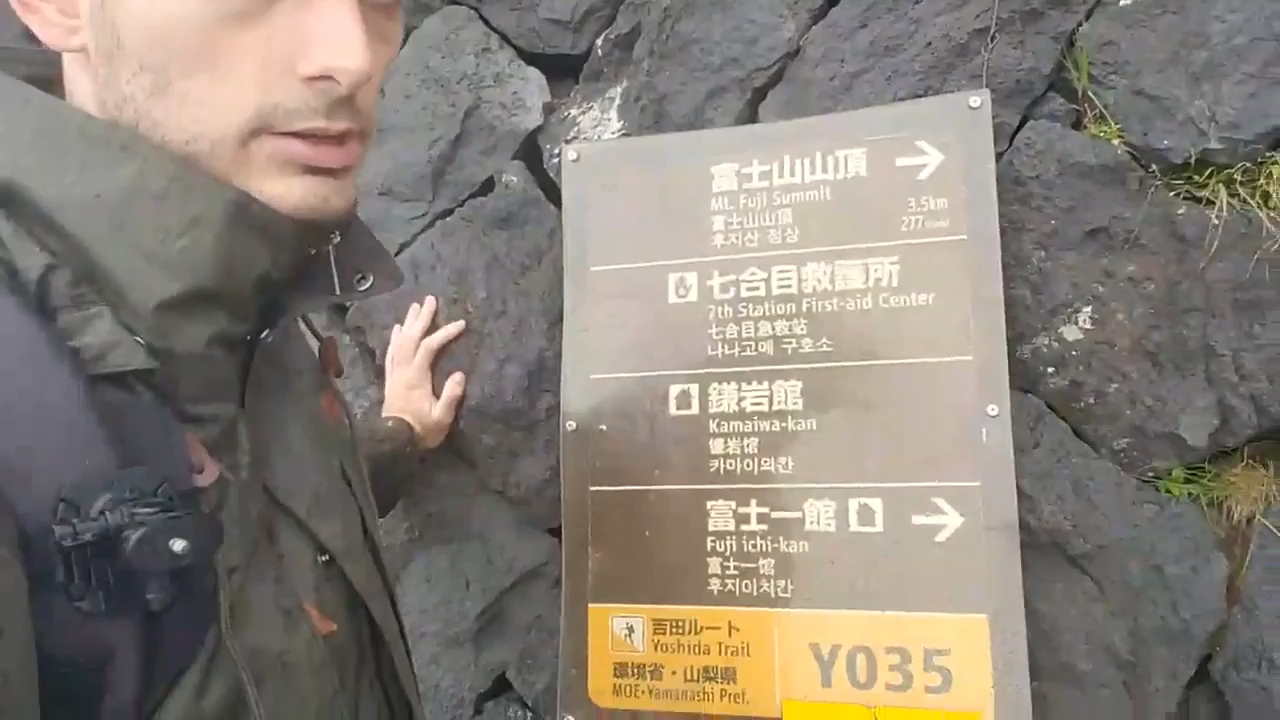 富士山山頂
Mt. Fuji Summit
富士山山顶
후지산 정상
3.5km
277
七合目救護所
7th Station First-aid Center
七合目急救站
나나고메 구호소
鎌岩館
Kamaiwa-kan
镰岩馆
카마이와칸
富士一館
Fuji ichi-kan
富士一馆
후지이치칸
吉田ルート
Yoshida Trail
環境省・山梨県
MOE・Yamanashi Pref.
Y035